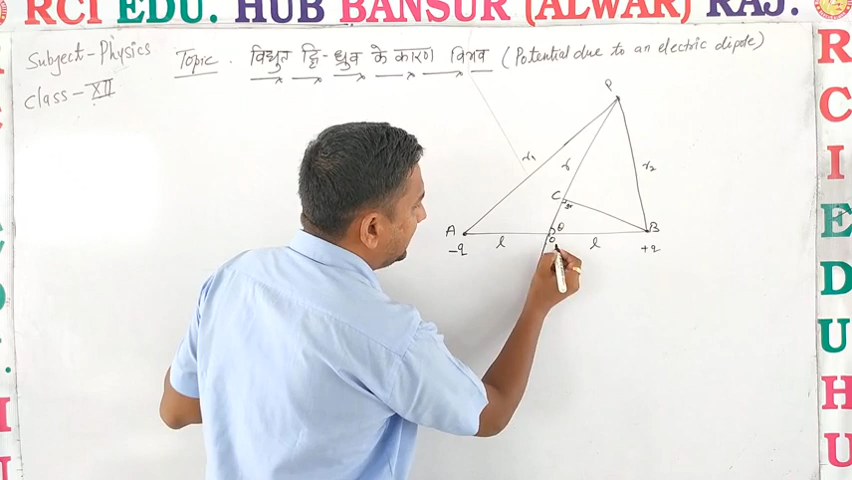 RCI EDU. HUB BANSUR (ALWAR) RAJ.
Subject - Physics
Topic. विद्युत द्वि-ध्रुव के कारण विभव (Potential due to an electric dipole)
Class - XII
P
r1
r
r2
C
A
O
θ
B
-q
l
l
+q
R
C
I
E
D
U
H
U